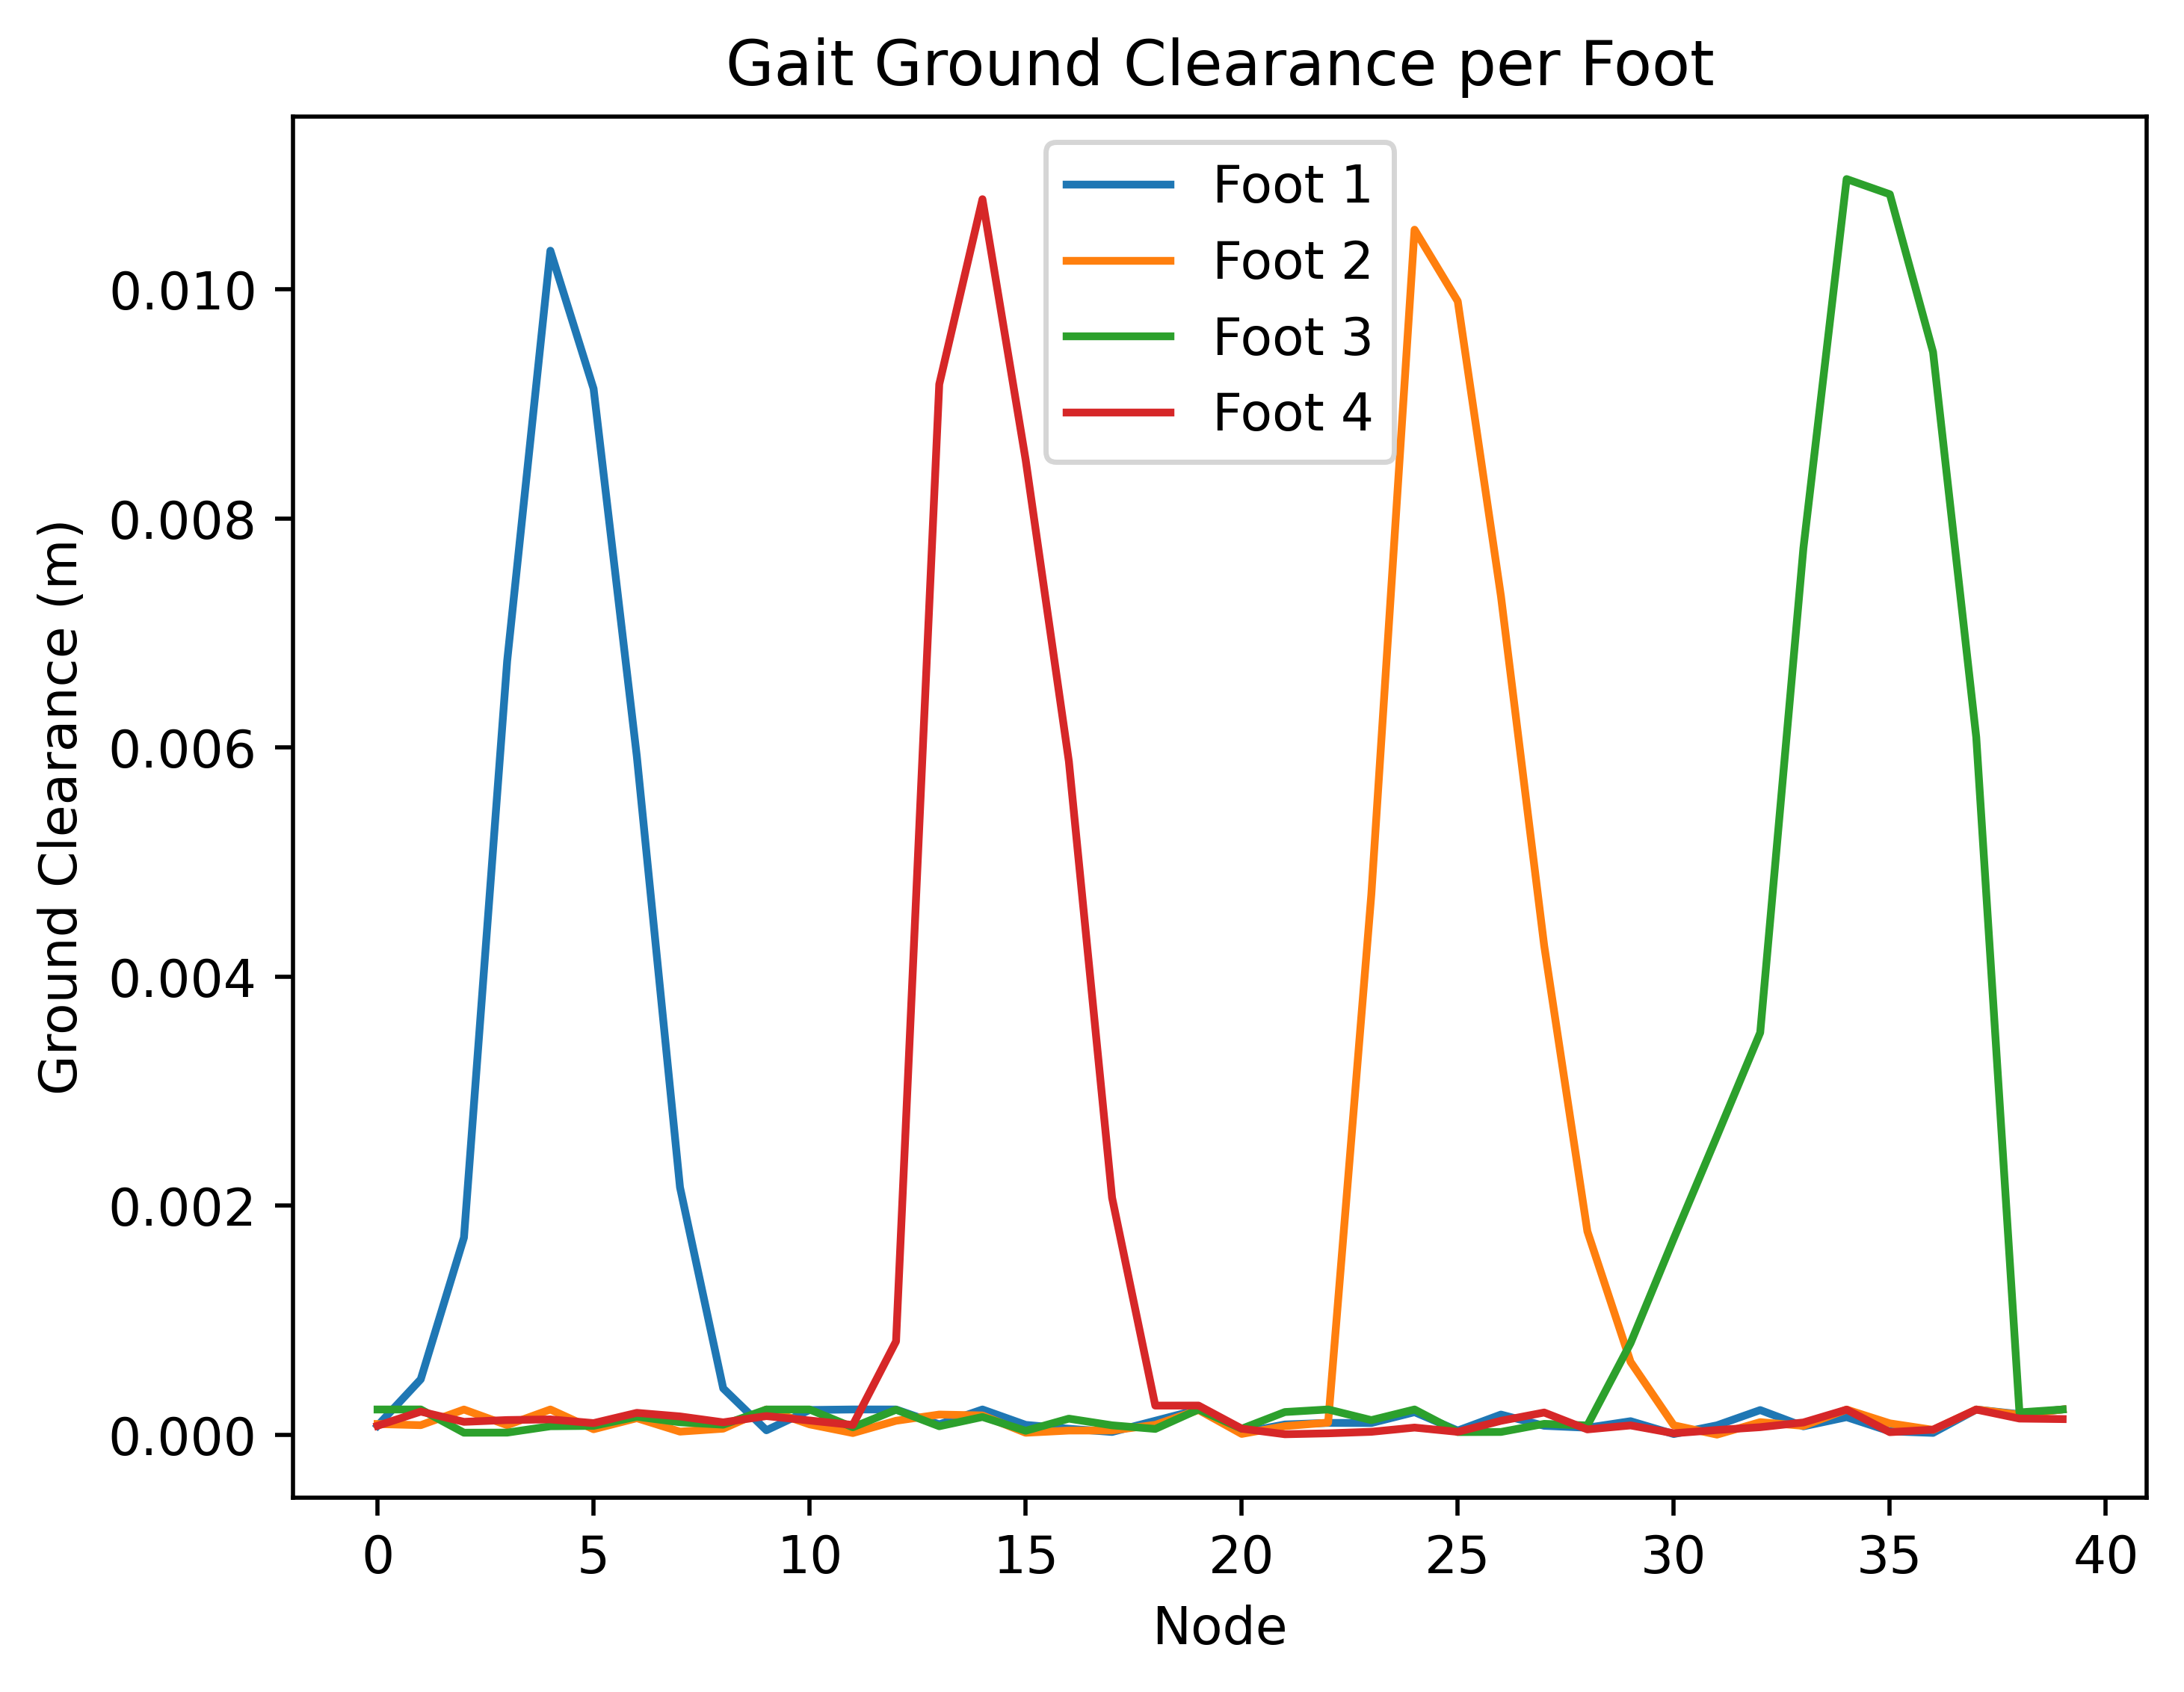 Gait Ground Clearance per Foot
Foot 1
Foot 2
Foot 3
Foot 4
Ground Clearance (m)
0.010
0.008
0.006
0.004
0.002
0.000
0 5 10 15 20 25 30 35 40
Node